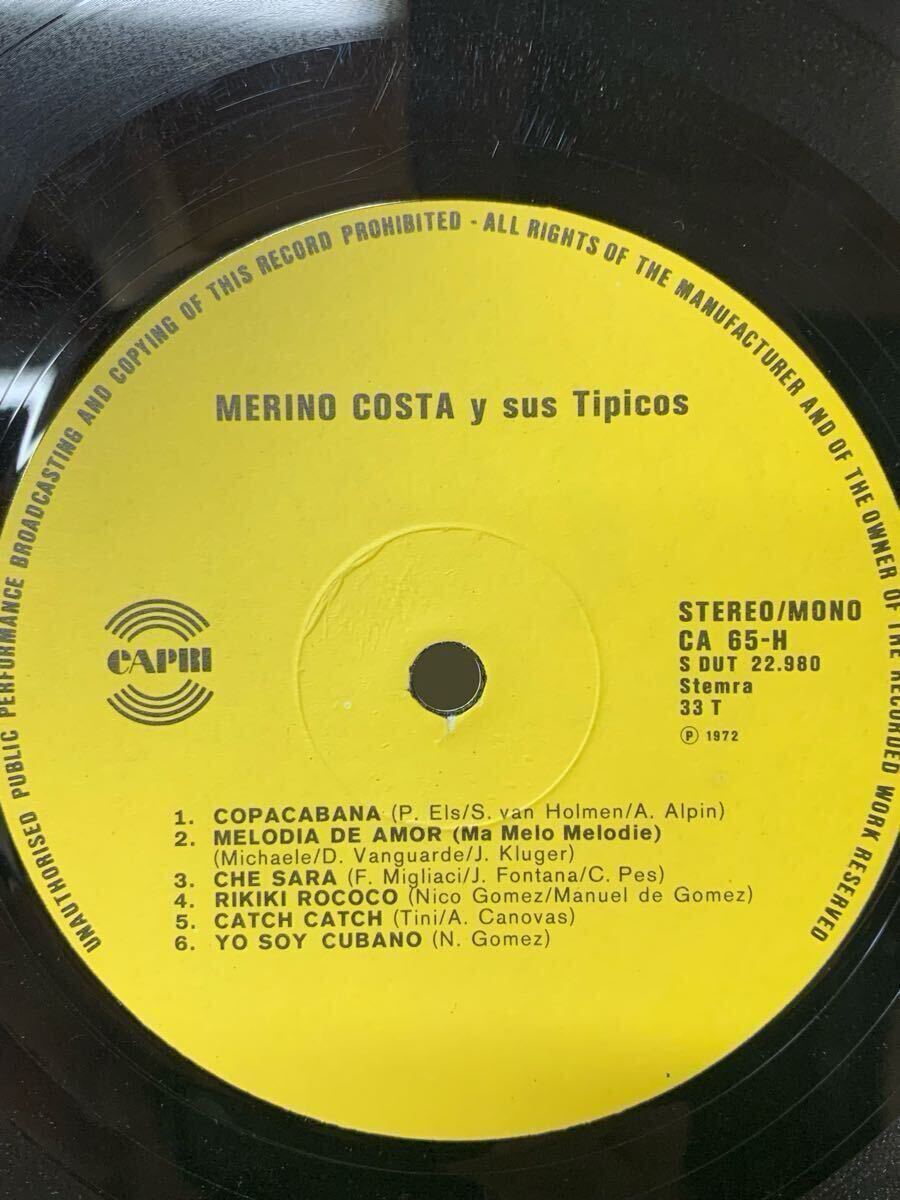 UNAUTHORISED PUBLIC PERFORMANCE BROADCASTING AND COPYING OF THIS RECORD PROHIBITED - ALL RIGHTS OF THE MANUFACTURER AND OF THE OWNER OF THE RECORDED WORK RESERVED
MERINO COSTA y sus Tipicos
CAPRI
STEREO/MONO
CA 65-H
S DUT 22.980
Stemra
33 T
Ⓟ 1972
1. COPACABANA (P. Els/S. van Holmen/A. Alpin)
2. MELODIA DE AMOR (Ma Melo Melodie)
(Michaele/D. Vanguarde/J. Kluger)
3. CHE SARA (F. Migliaci/J. Fontana/C. Pes)
4. RIKIKI ROCOCO (Nico Gomez/Manuel de Gomez)
5. CATCH CATCH (Tini/A. Canovas)
6. YO SOY CUBANO (N. Gomez)